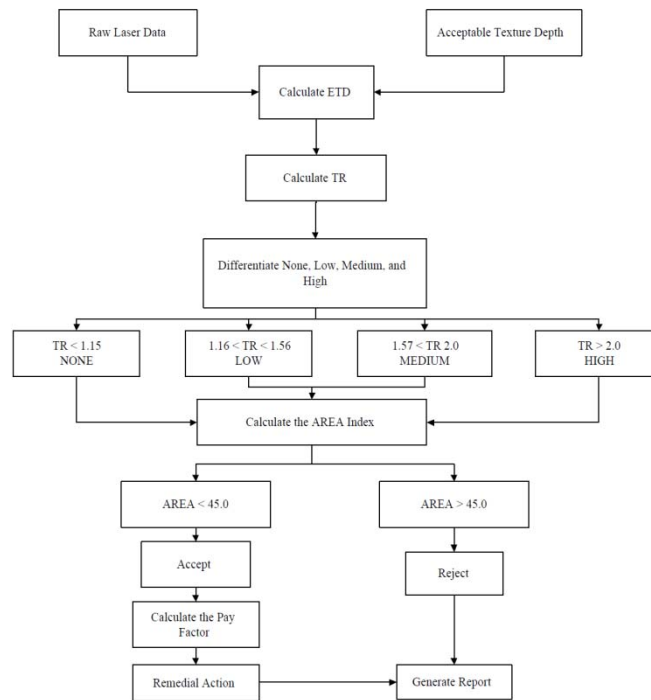 Raw Laser Data
Acceptable Texture Depth
Calculate ETD
Calculate TR
Differentiate None, Low, Medium, and
High
TR < 1.15
NONE
1.16 < TR < 1.56
LOW
1.57 < TR 2.0
MEDIUM
TR > 2.0
HIGH
Calculate the AREA Index
AREA < 45.0
AREA > 45.0
Accept
Reject
Calculate the Pay
Factor
Remedial Action
Generate Report